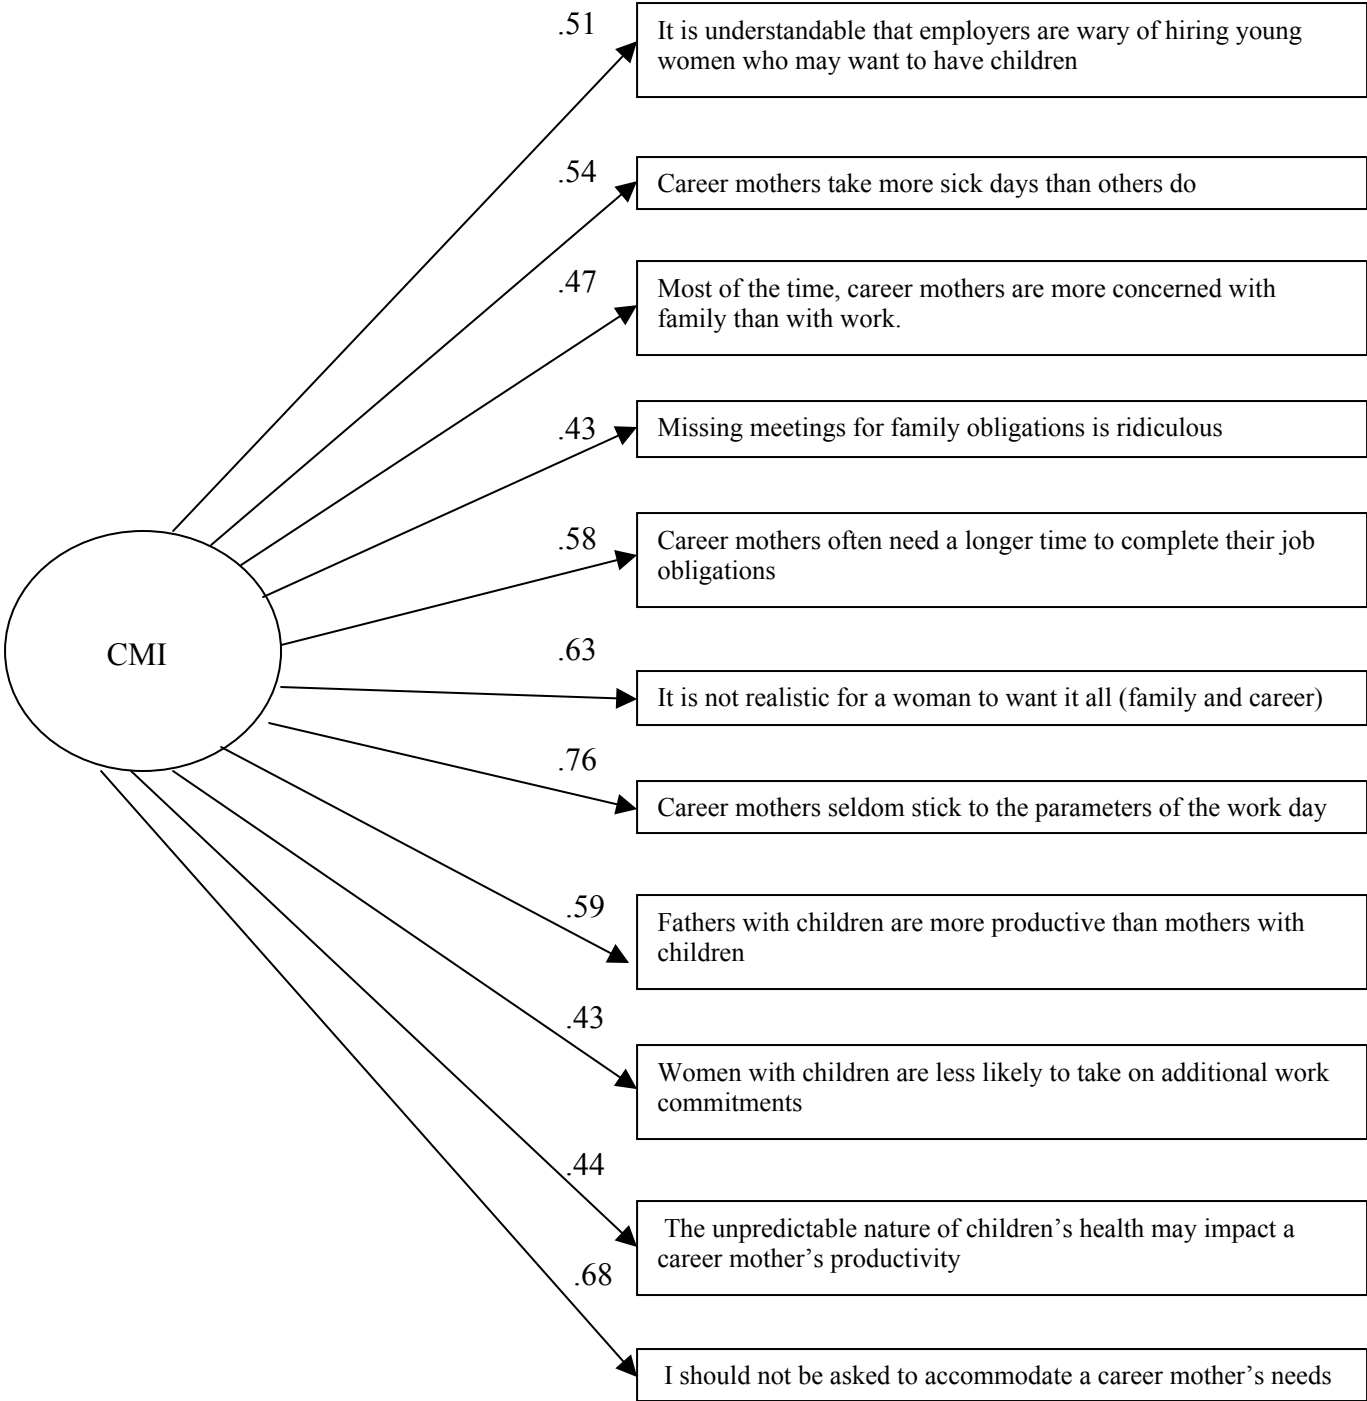 .51
It is understandable that employers are wary of hiring young
women who may want to have children
.54
Career mothers take more sick days than others do
.47
Most of the time, career mothers are more concerned with
family than with work.
.43
Missing meetings for family obligations is ridiculous
.58
Career mothers often need a longer time to complete their job
obligations
CMI
.63
It is not realistic for a woman to want it all (family and career)
.76
Career mothers seldom stick to the parameters of the work day
.59
Fathers with children are more productive than mothers with
children
.43
Women with children are less likely to take on additional work
commitments
.44
The unpredictable nature of children’s health may impact a
career mother’s productivity
.68
I should not be asked to accommodate a career mother’s needs